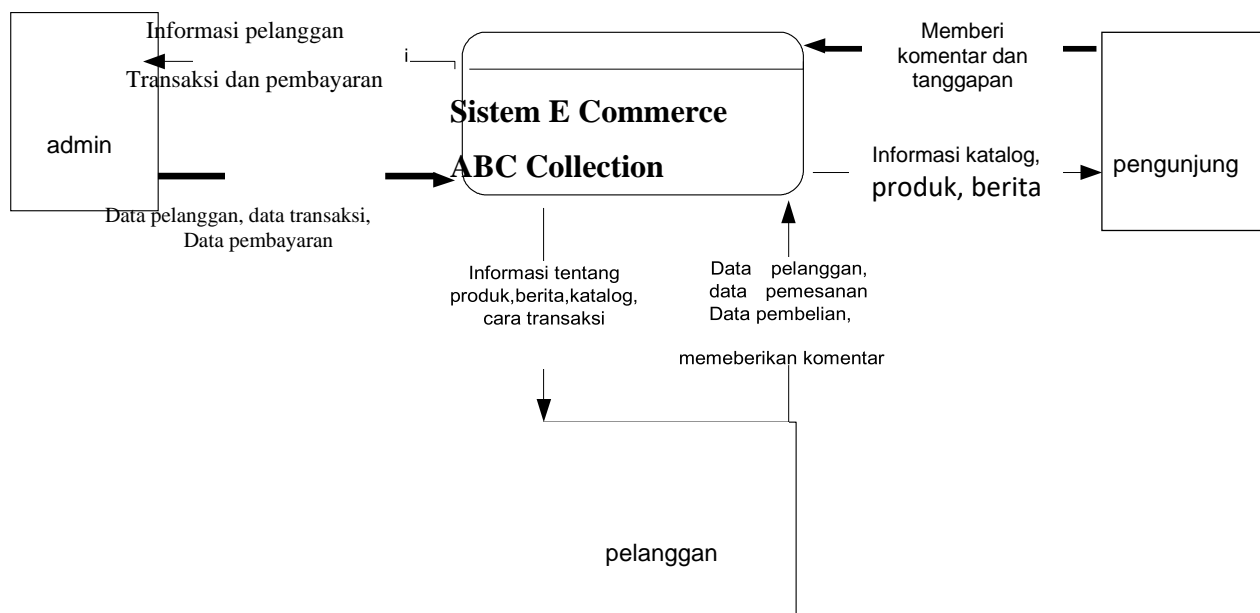 Informasi pelanggan
i
Transaksi dan pembayaran
admin
Data pelanggan, data transaksi,
Data pembayaran
Sistem E Commerce
ABC Collection
Memberi
komentar dan
tanggapan
Informasi katalog,
produk, berita
pengunjung
Informasi tentang
produk,berita,katalog,
cara transaksi
Data pelanggan,
data pemesanan
Data pembelian,
memeberikan komentar
pelanggan